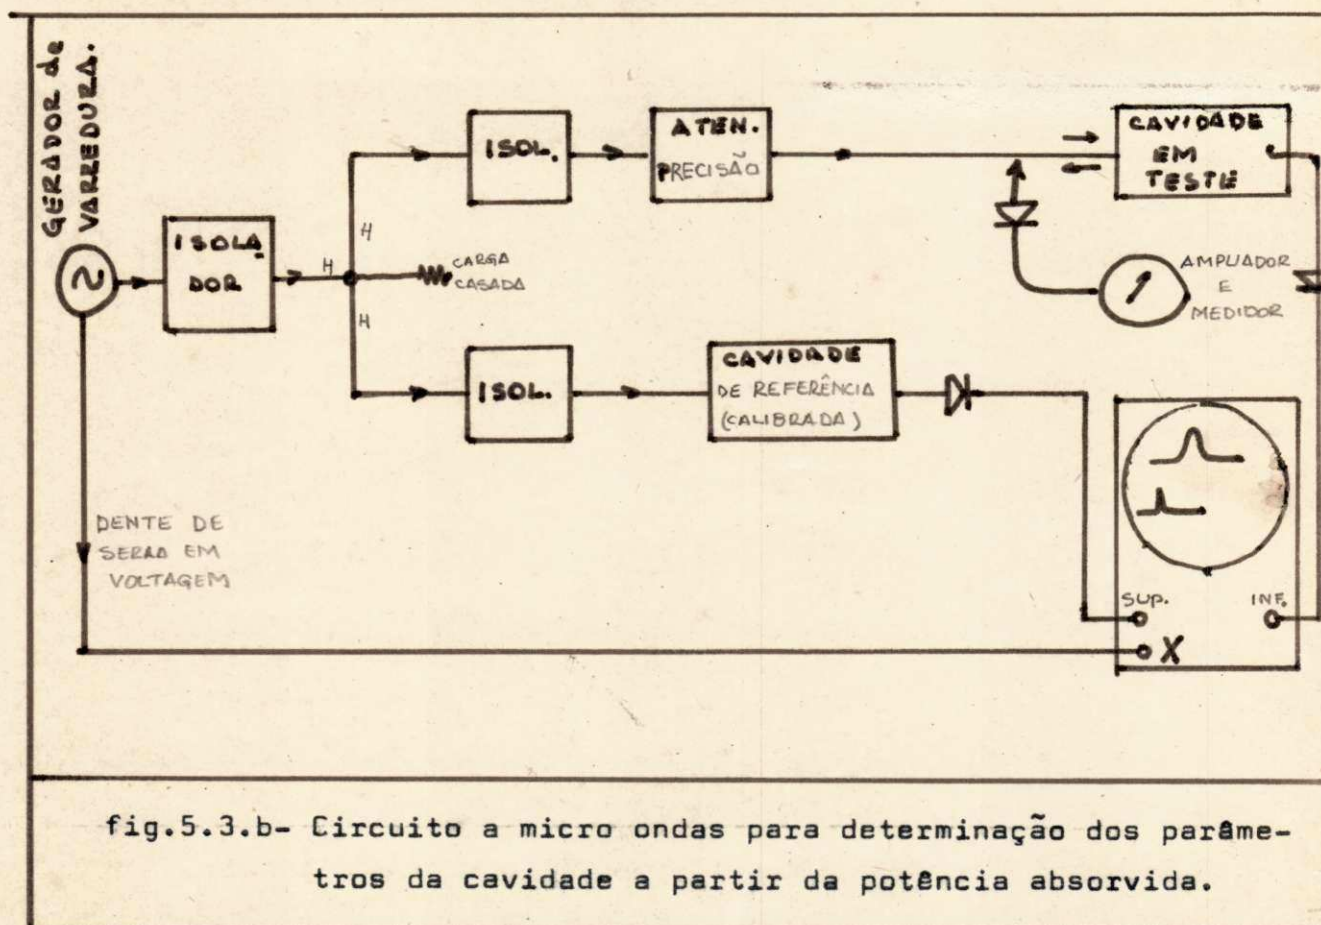 GERADOR de
VARREDURA.
ISOLA
DOR
H
H
H
CARGA
CASADA
ISOL.
ATEN.
PRECISÃO
CAVIDADE
EM
TESTE
AMPLIADOR
E
MEDIDOR
ISOL.
CAVIDADE
DE REFERÊNCIA
(CALIBRADA)
DENTE DE
SERRA EM
VOLTAGEM
SUP.
INF.
X
fig.5.3.b- Circuito a micro ondas para determinação dos parâme-
tros da cavidade a partir da potência absorvida.